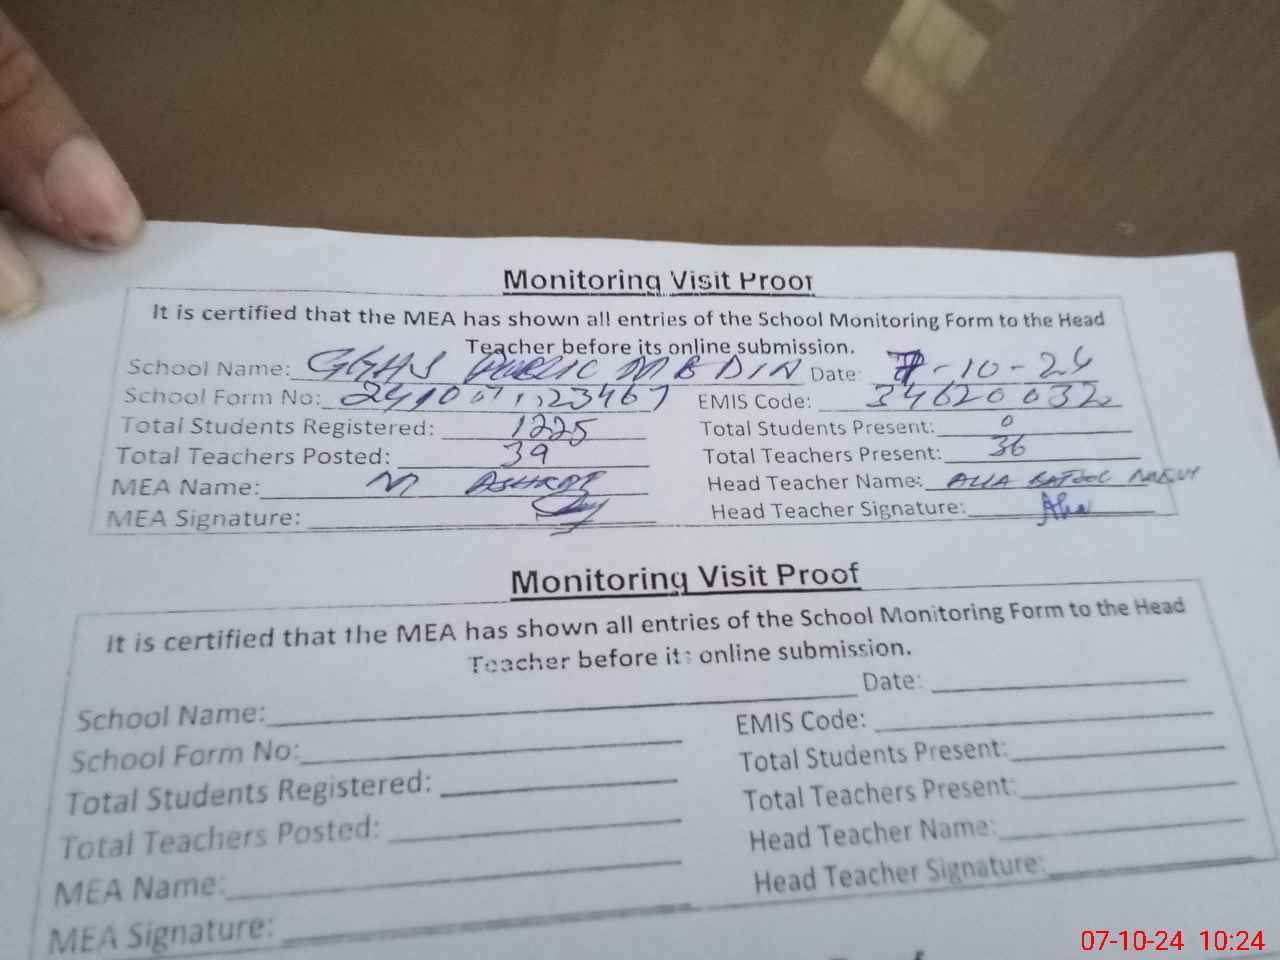 Monitoring Visit Proof
It is certified that the MEA has shown all entries of the School Monitoring Form to the Head
Teacher before its online submission.
School Name: GGHS PUBLIC MEDIA Date: 7-10-24
School Form No: EMIS Code: 34620032
Total Students Registered: 1225 Total Students Present: 0
Total Teachers Posted: 39 Total Teachers Present: 36
MEA Name: M ASHRAF Head Teacher Name: BATOOL
MEA Signature: Head Teacher Signature:
Monitoring Visit Proof
It is certified that the MEA has shown all entries of the School Monitoring Form to the Head
Teacher before its online submission.
School Name: Date:
School Form No: EMIS Code:
Total Students Registered: Total Students Present:
Total Teachers Posted: Total Teachers Present:
MEA Name: Head Teacher Name:
MEA Signature: Head Teacher Signature:
07-10-24 10:24